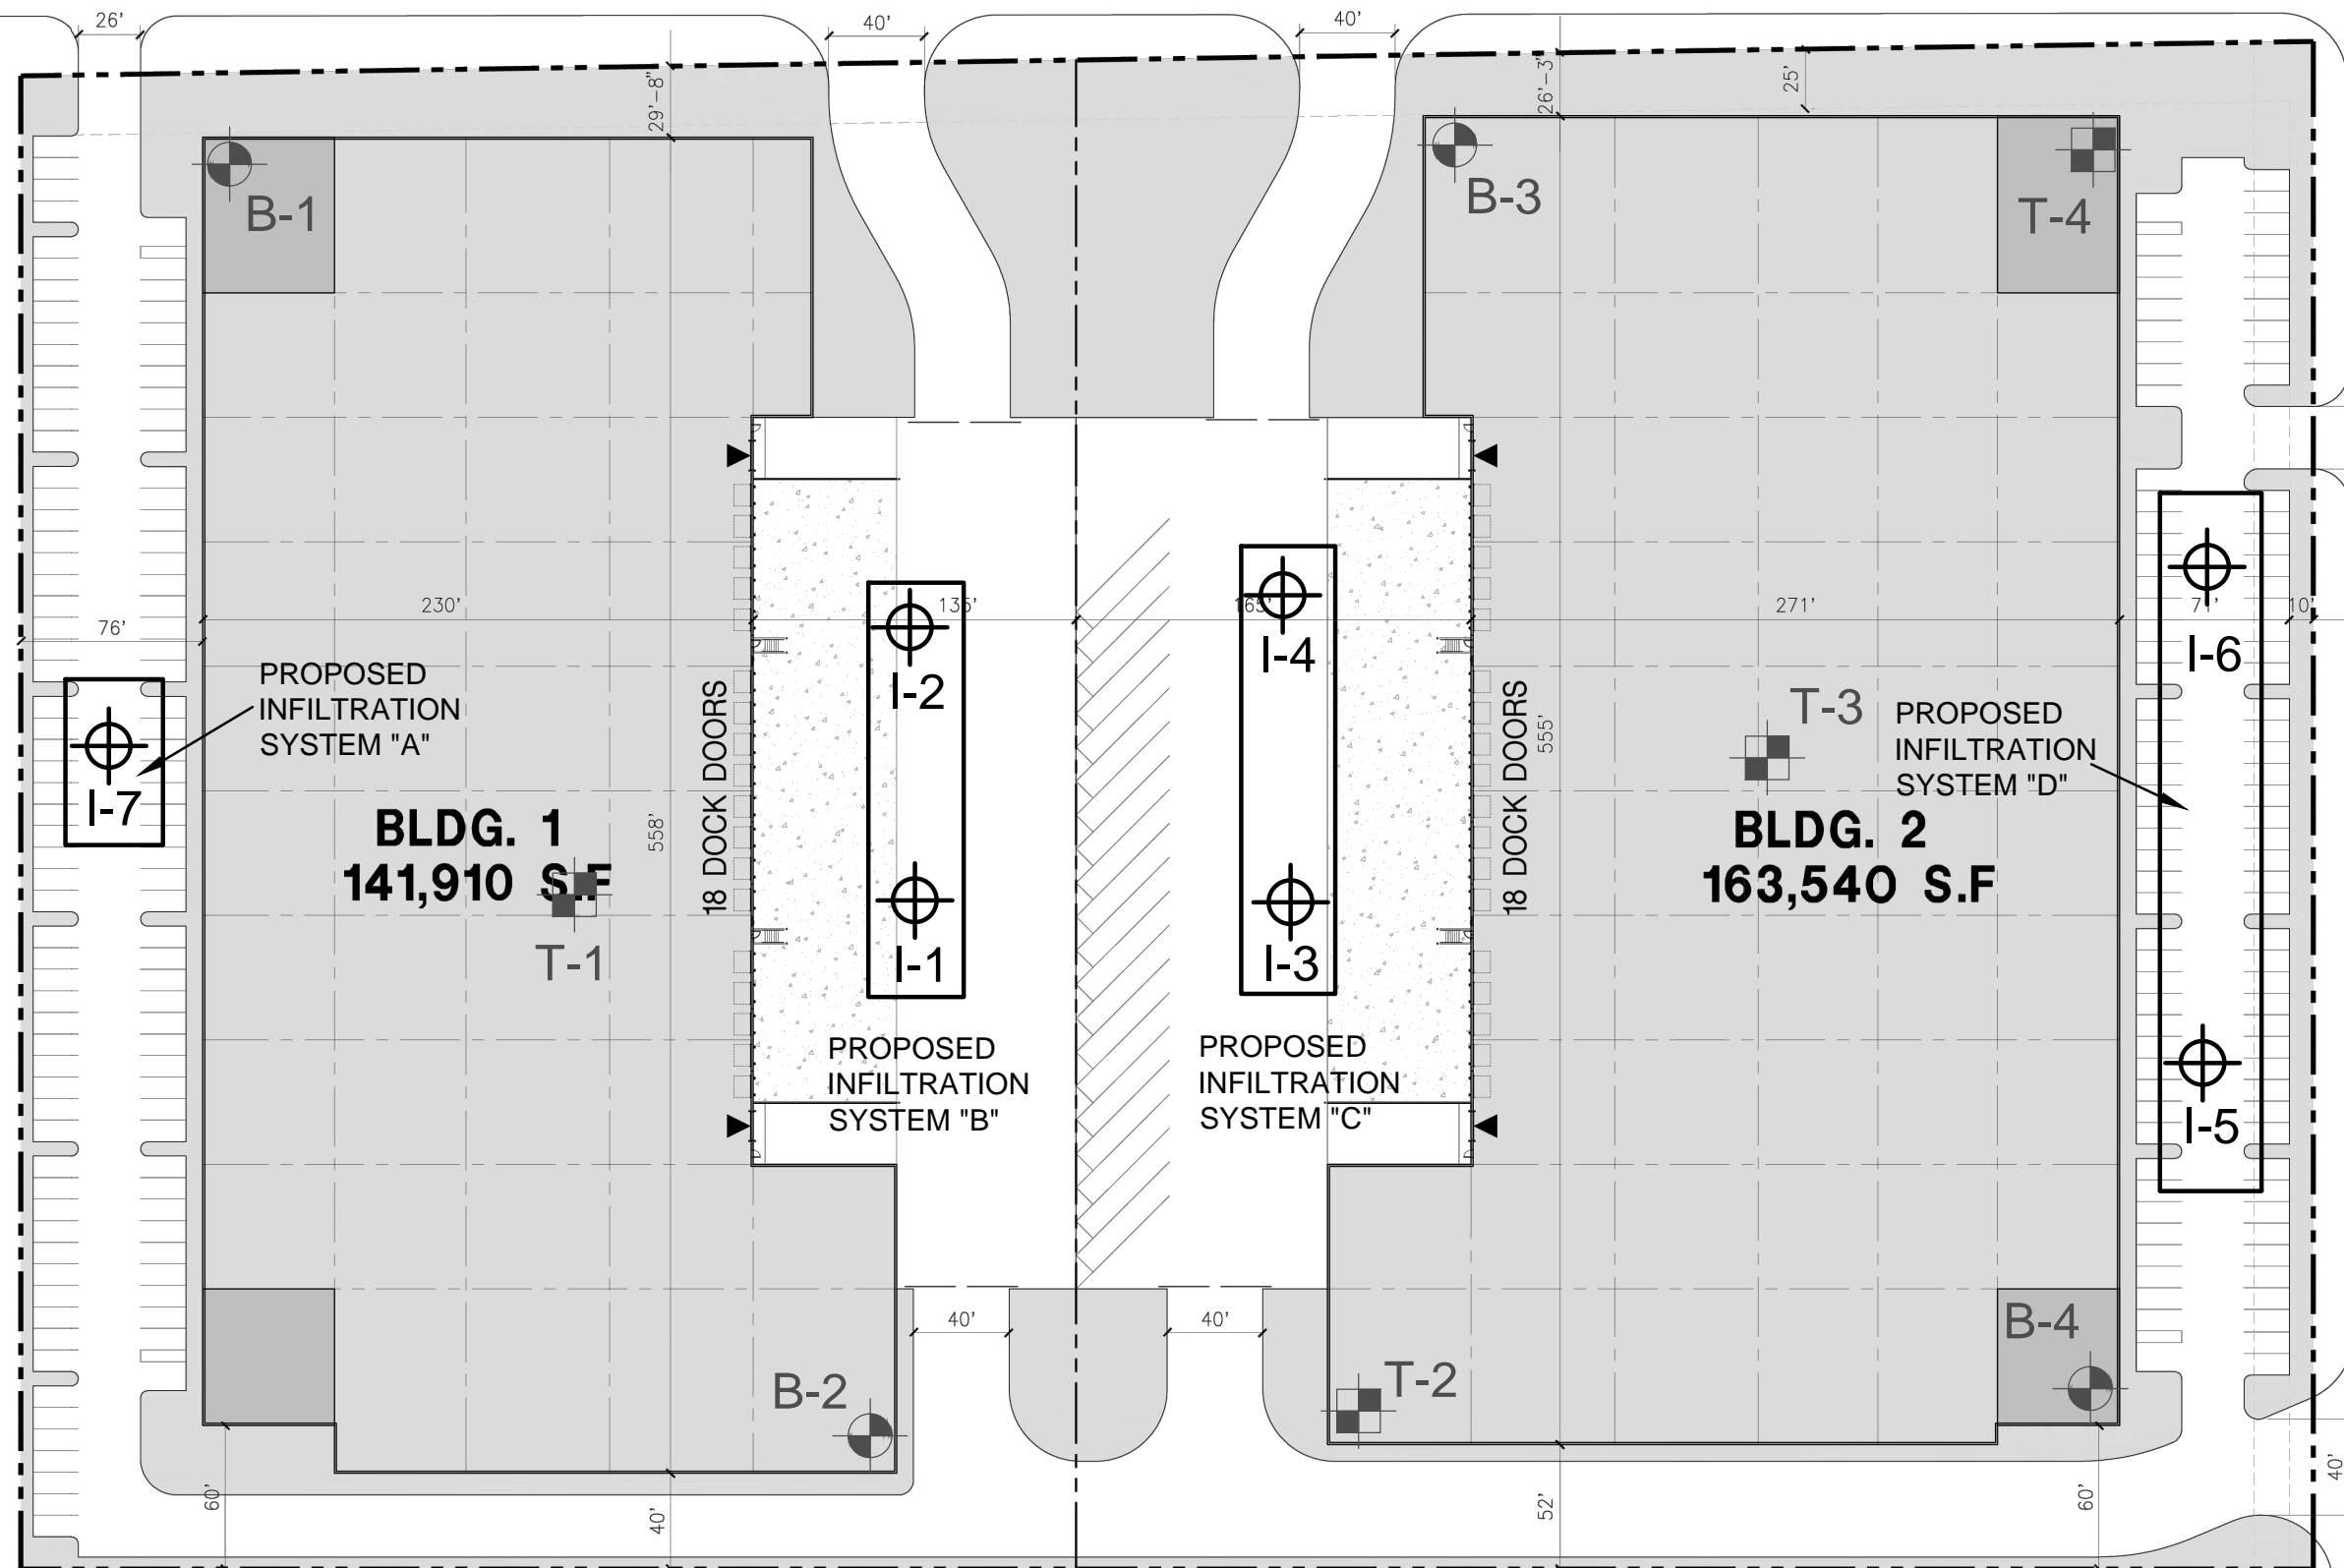 26'
40'
40'
29'-8"
26'-3"
25'
B-1
B-3
T-4
230'
135'
165'
271'
71'
10'
76'
I-2
I-4
I-6
PROPOSED
INFILTRATION
SYSTEM "A"
18 DOCK DOORS
18 DOCK DOORS
555'
T-3
PROPOSED
INFILTRATION
SYSTEM "D"
I-7
BLDG. 1
141,910 S.F
558'
BLDG. 2
163,540 S.F
T-1
I-1
I-3
PROPOSED
INFILTRATION
SYSTEM "B"
PROPOSED
INFILTRATION
SYSTEM "C"
I-5
40'
40'
B-4
B-2
T-2
60'
40'
52'
60'
40'